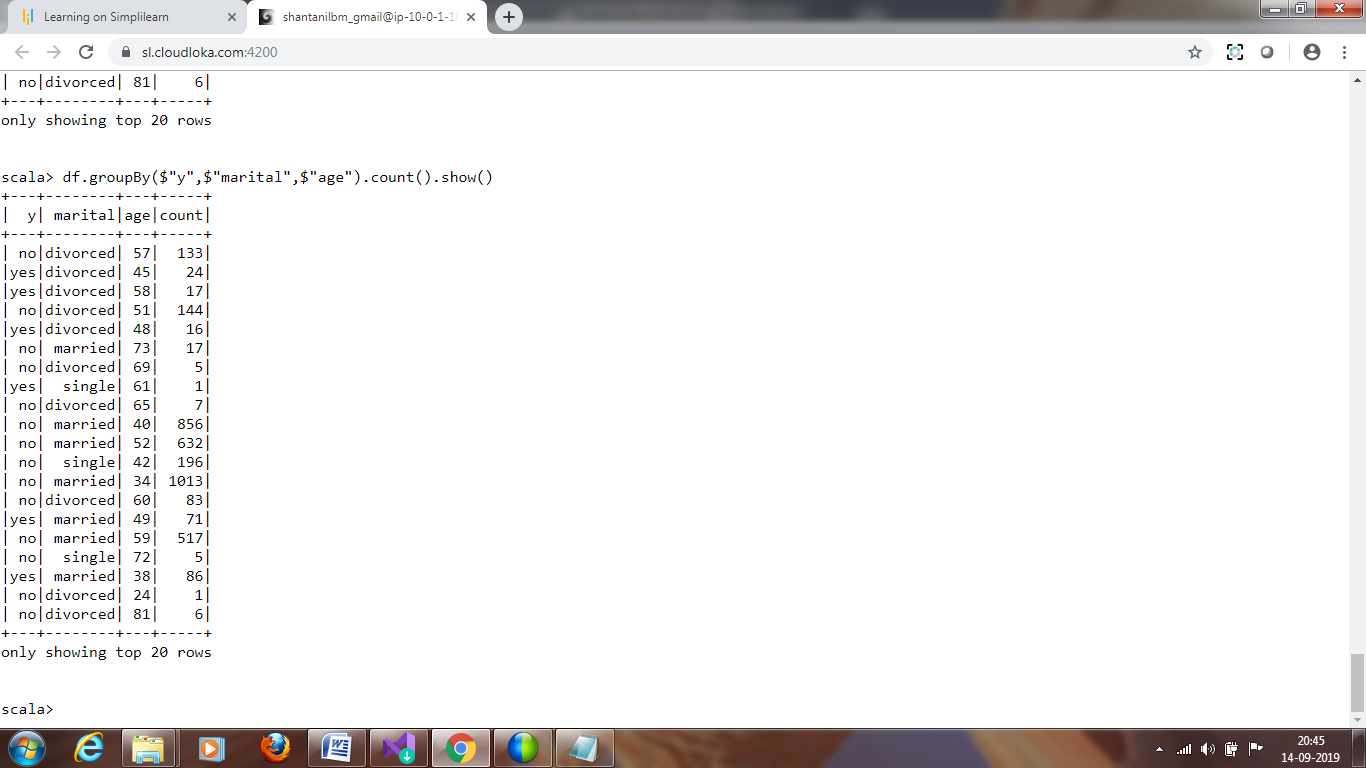 Learning on Simplilearn
shantanilbm_gmail@ip-10-0-1-1
sl.cloudloka.com:4200
| no|divorced| 81|    6|
+---+--------+---+-----+
only showing top 20 rows
scala> df.groupBy($"y",$"marital",$"age").count().show()
+---+--------+---+-----+
|  y| marital|age|count|
+---+--------+---+-----+
| no|divorced| 57|  133|
|yes|divorced| 45|   24|
|yes|divorced| 58|   17|
| no|divorced| 51|  144|
|yes|divorced| 48|   16|
| no| married| 73|   17|
| no|divorced| 69|    5|
|yes|  single| 61|    1|
| no|divorced| 65|    7|
| no| married| 40|  856|
| no| married| 52|  632|
| no|  single| 42|  196|
| no| married| 34| 1013|
| no|divorced| 60|   83|
|yes| married| 49|   71|
| no| married| 59|  517|
| no|  single| 72|    5|
|yes| married| 38|   86|
| no|divorced| 24|    1|
| no|divorced| 81|    6|
+---+--------+---+-----+
only showing top 20 rows
scala>
20:45
14-09-2019